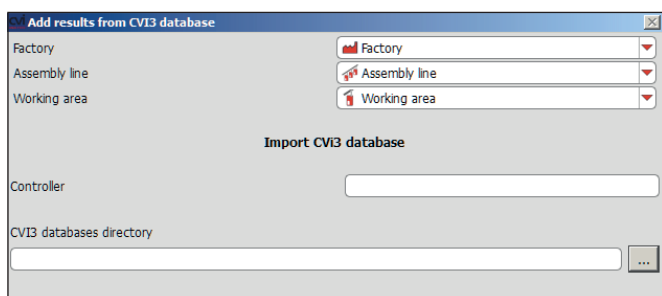 cvi Add results from CVI3 database
Factory Factory
Assembly line Assembly line
Working area Working area
Import CVi3 database
Controller
CVI3 databases directory
...